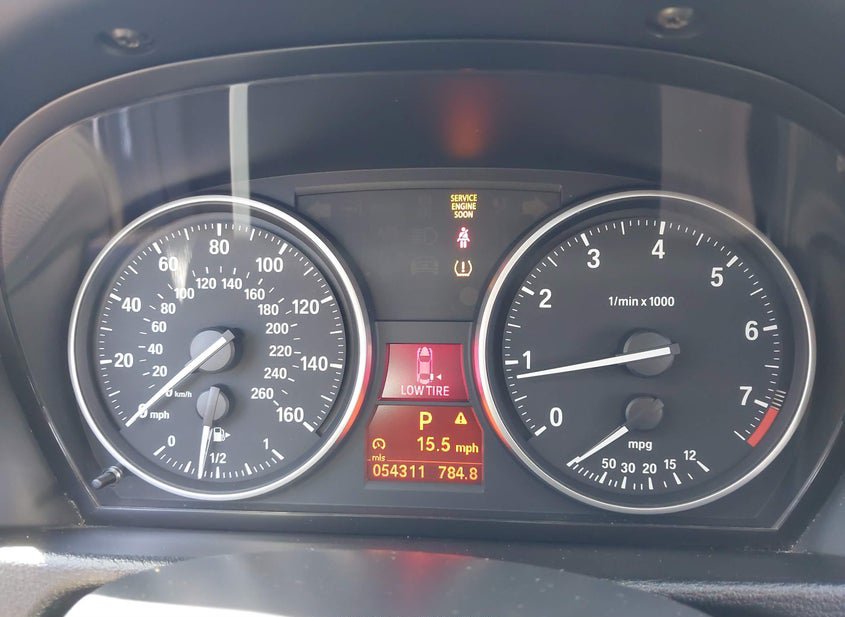 SERVICE
ENGINE
SOON
20 40 60 80 100 120 140 160
20 40 60 80 100 120 140 160 180 200 220 240 260
0 km/h
0 mph
0 1/2 1
LOW TIRE
P
15.5 mph
mls
054311 784.8
0 1 2 3 4 5 6 7
1/min x 1000
mpg
50 30 20 15 12